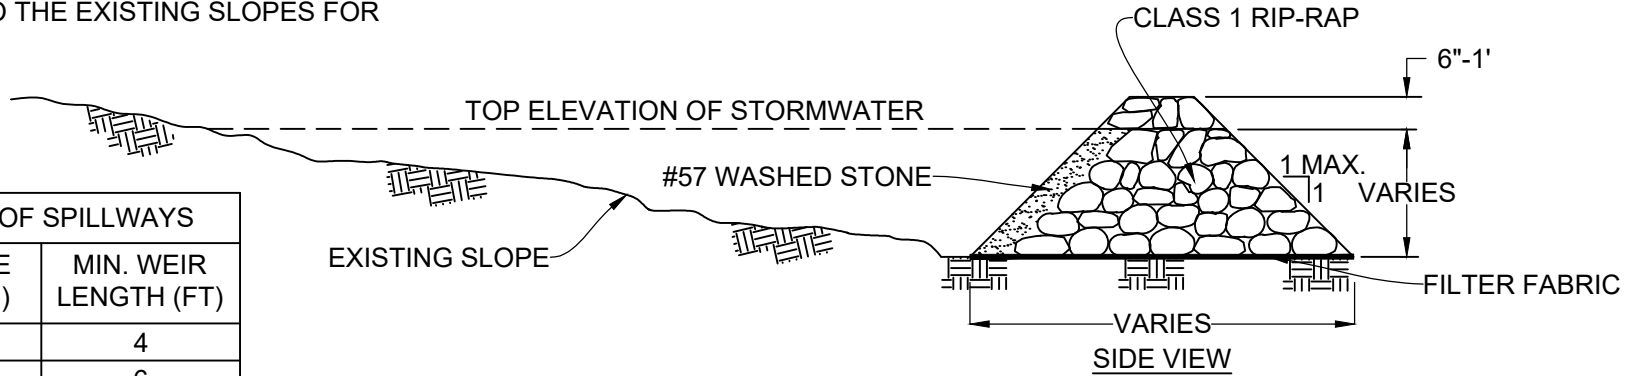 D THE EXISTING SLOPES FOR
CLASS 1 RIP-RAP
6"-1'
TOP ELEVATION OF STORMWATER
#57 WASHED STONE
1 MAX.
1
VARIES
OF SPILLWAYS
E
)
MIN. WEIR
LENGTH (FT)
4
EXISTING SLOPE
FILTER FABRIC
VARIES
SIDE VIEW